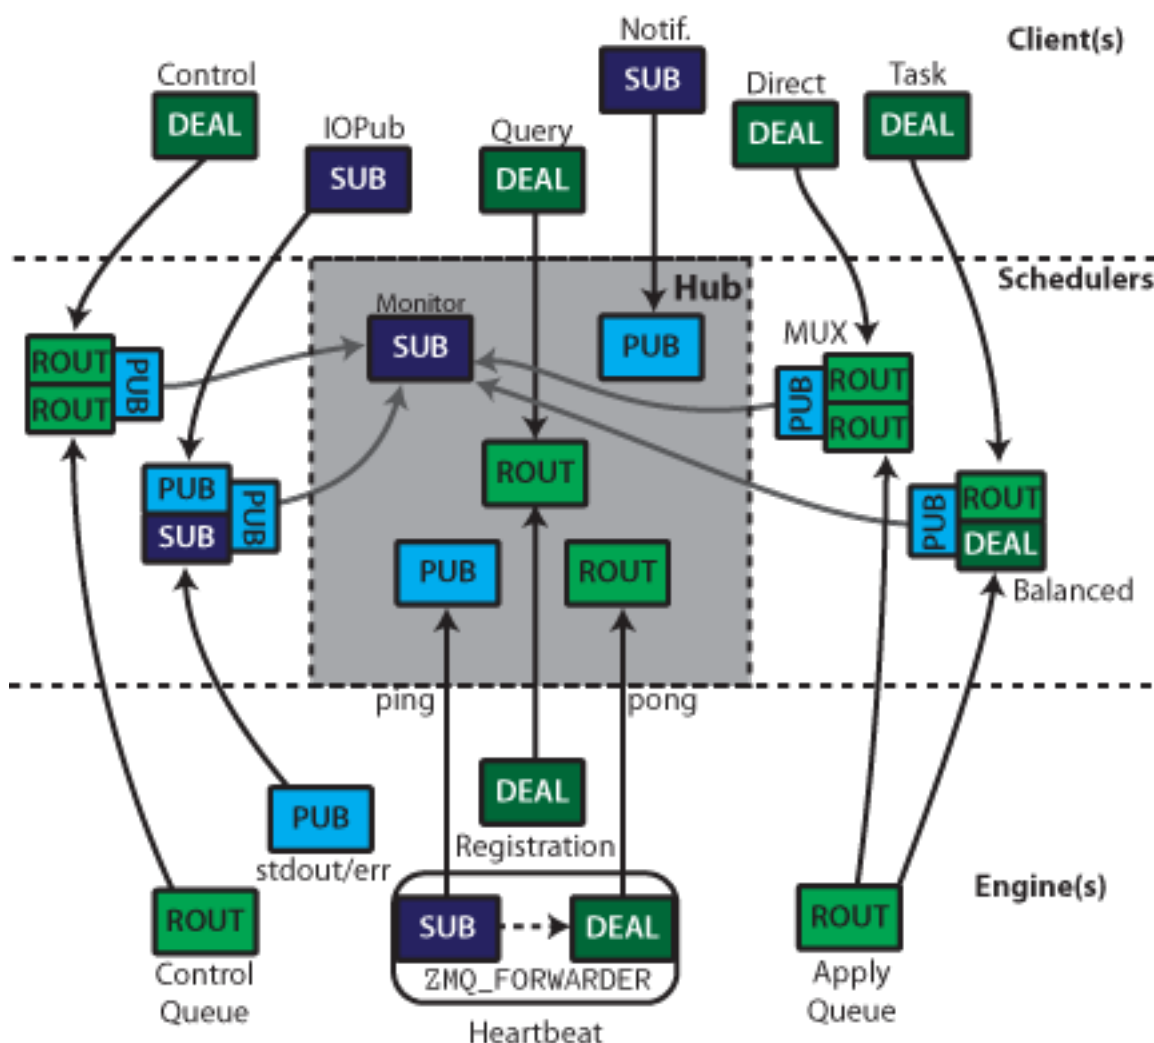 Notif.
Client(s)
Control
SUB
Direct
Task
DEAL
IOPub
Query
DEAL
DEAL
SUB
DEAL
Schedulers
Hub
Monitor
MUX
SUB
PUB
ROUT
PUB
ROUT
PUB
ROUT
ROUT
PUB
PUB
SUB
ROUT
PUB
ROUT
DEAL
PUB
ROUT
Balanced
ping
pong
DEAL
PUB
Registration
stdout/err
Engine(s)
ROUT
SUB
DEAL
ROUT
Control
Queue
ZMQ_FORWARDER
Apply
Queue
Heartbeat